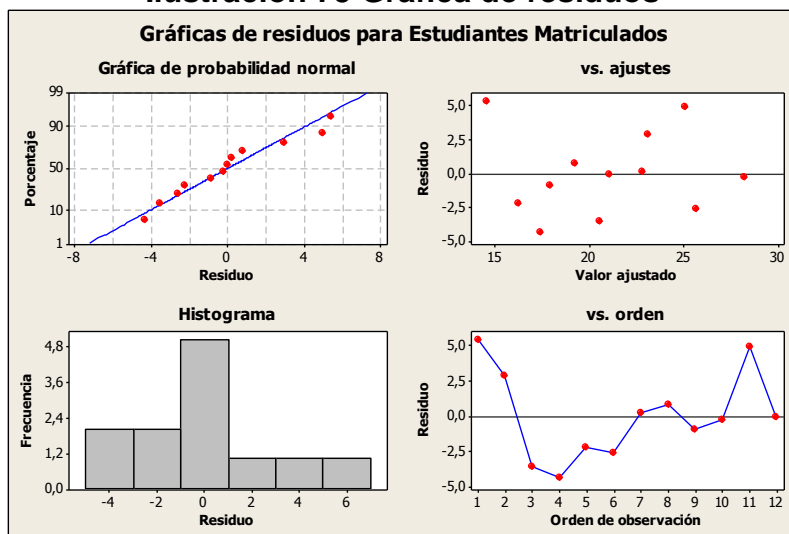 Ilustración Gráfica de residuos
Gráficas de residuos para Estudiantes Matriculados
Gráfica de probabilidad normal
99
90
50
10
1
Porcentaje
-8 -4 0 4 8
Residuo
vs. ajustes
5,0
2,5
0,0
-2,5
-5,0
Residuo
15 20 25 30
Valor ajustado
Histograma
4,8
3,6
2,4
1,2
0,0
Frecuencia
-4 -2 0 2 4 6
Residuo
vs. orden
5,0
2,5
0,0
-2,5
-5,0
Residuo
1 2 3 4 5 6 7 8 9 10 11 12
Orden de observación